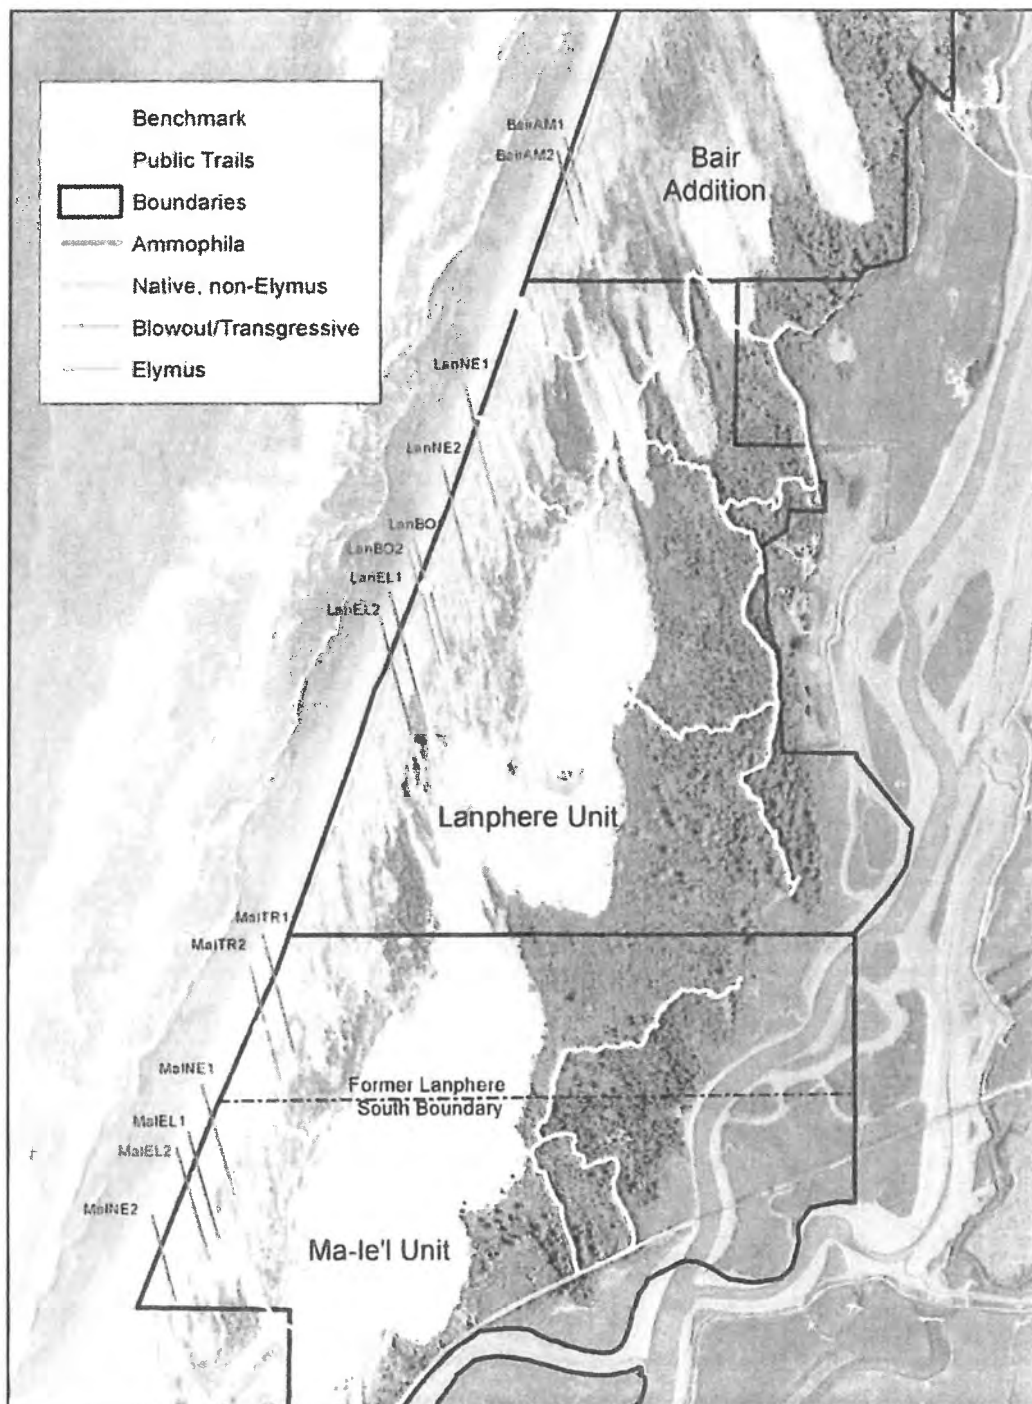 Benchmark
Public Trails
Boundaries
Ammophila
Native, non-Elymus
Blowout/Transgressive
Elymus
BairAM1
BairAM2
Bair
Addition
LanNE1
LanNE2
LanBO
LanBO2
LanEL1
LanEL2
Lanphere Unit
MalTR1
MalTR2
MalNE1
Former Lanphere
South Boundary
MalEL1
MalEL2
MalNE2
Ma-le'l Unit